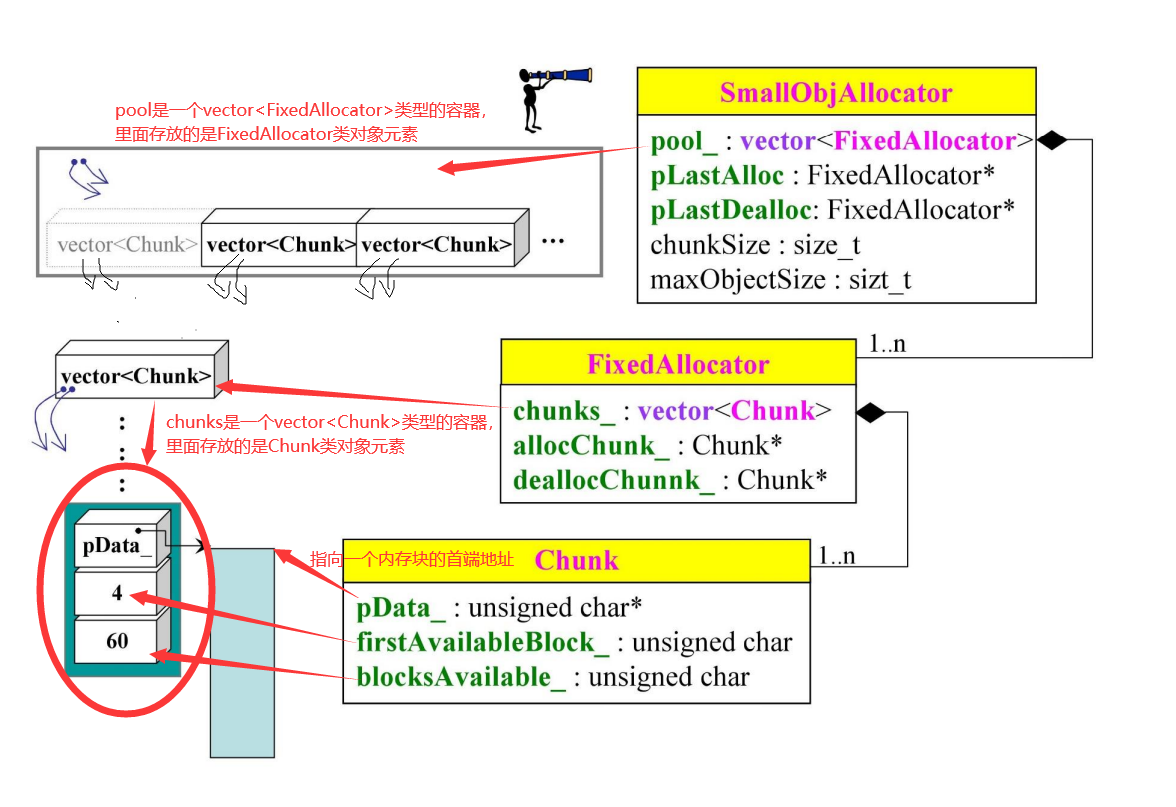 pool是一个vector<FixedAllocator>类型的容器，
里面存放的是FixedAllocator类对象元素
vector<Chunk>
vector<Chunk>
vector<Chunk>
...
SmallObjAllocator
pool_ : vector<FixedAllocator>
pLastAlloc : FixedAllocator*
pLastDealloc: FixedAllocator*
chunkSize : size_t
maxObjectSize : sizt_t
1..n
vector<Chunk>
chunks是一个vector<Chunk>类型的容器，
里面存放的是Chunk类对象元素
FixedAllocator
chunks_ : vector<Chunk>
allocChunk_ : Chunk*
deallocChunnk_ : Chunk*
1..n
pData_
4
60
指向一个内存块的首端地址
Chunk
pData_ : unsigned char*
firstAvailableBlock_ : unsigned char
blocksAvailable_ : unsigned char